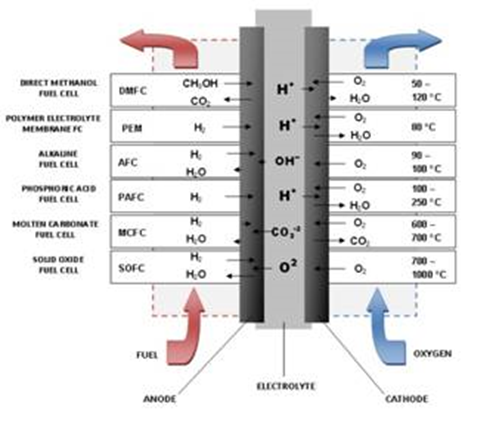 DIRECT METHANOL
FUEL CELL
DMFC
CH3OH
CO2
H+
O2
H2O
50 –
120 °C
POLYMER ELECTROLYTE
MEMBRANE FC
PEM
H2
H+
O2
H2O
80 °C
ALKALINE
FUEL CELL
AFC
H2
H2O
OH–
O2
90 –
100 °C
PHOSPHORIC ACID
FUEL CELL
PAFC
H2
H+
O2
H2O
100 –
250 °C
MOLTEN CARBONATE
FUEL CELL
MCFC
H2
H2O
CO3-2
O2
CO2
600 –
700 °C
SOLID OXIDE
FUEL CELL
SOFC
H2
H2O
O2
O2
700 –
1000 °C
FUEL
OXYGEN
ELECTROLYTE
ANODE
CATHODE